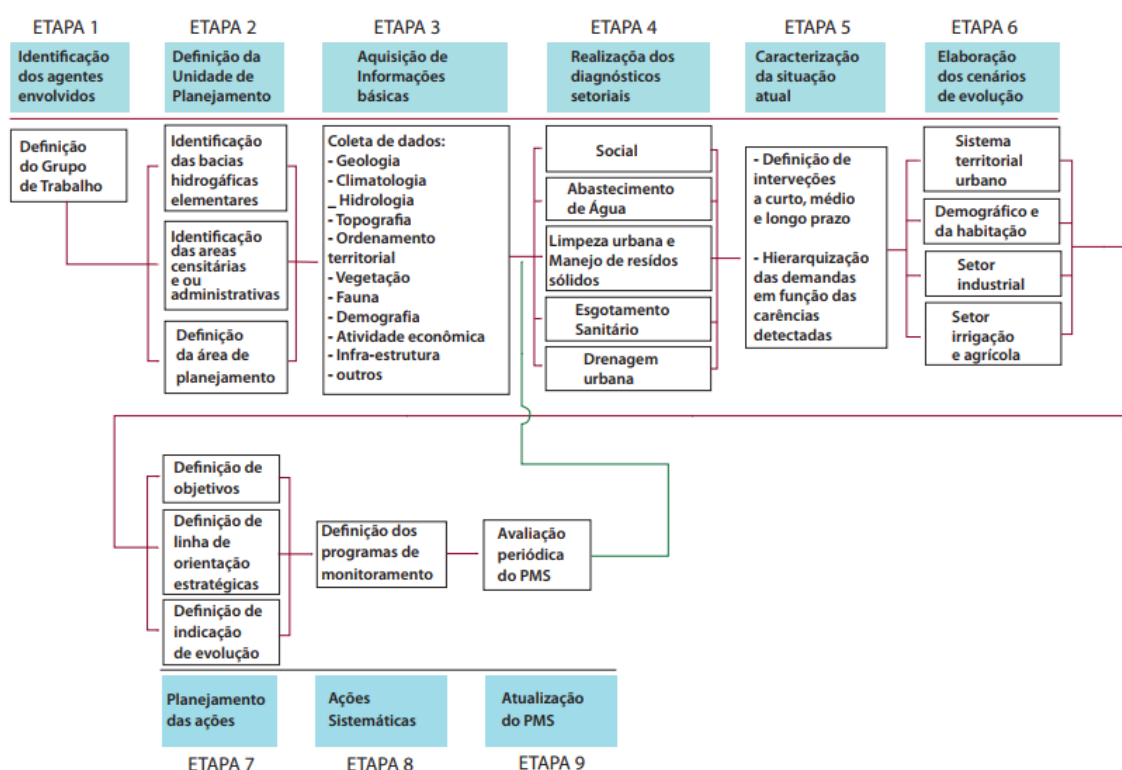 ETAPA 1
Identificação
dos agentes
envolvidos
Definição
do Grupo
de Trabalho
ETAPA 2
Definição da
Unidade de
Planejamento
Identificação
das bacias
hidrogáficas
elementares
Identificação
das areas
censitárias
e ou
administrativas
Definição
da área de
planejamento
ETAPA 3
Aquisição de
Informações
básicas
Coleta de dados:
- Geologia
- Climatologia
_ Hidrologia
- Topografia
- Ordenamento
territorial
- Vegetação
- Fauna
- Demografia
- Atividade econômica
- Infra-estrutura
- outros
ETAPA 4
Realizaçõa dos
diagnósticos
setoriais
Social
Abastecimento
de Água
Limpeza urbana e
Manejo de resídos
sólidos
Esgotamento
Sanitário
Drenagem
urbana
ETAPA 5
Caracterização
da situação
atual
- Definição de
interveções
a curto, médio
e longo prazo
- Hierarquização
das demandas
em função das
carências
detectadas
ETAPA 6
Elaboração
dos cenários
de evolução
Sistema
territorial
urbano
Demográfico e
da habitação
Setor
industrial
Setor
irrigação
e agrícola
Definição de
objetivos
Definição de
linha de
orientação
estratégicas
Definição de
indicação
de evolução
Planejamento
das ações
ETAPA 7
Definição dos
programas de
monitoramento
Ações
Sistemáticas
ETAPA 8
Avaliação
periódica
do PMS
Atualização
do PMS
ETAPA 9